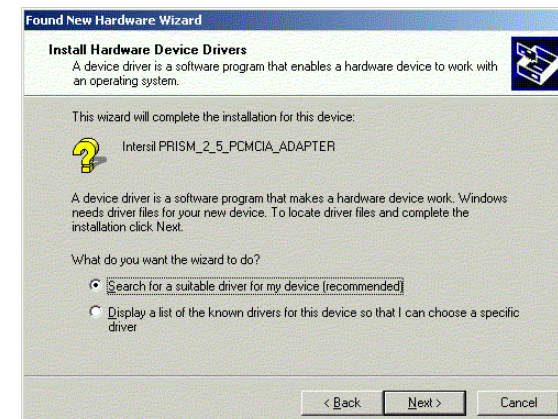 Found New Hardware Wizard
Install Hardware Device Drivers
A device driver is a software program that enables a hardware device to work with
an operating system.
This wizard will complete the installation for this device:
Intersil PRISM_2_5_PCMCIA_ADAPTER
A device driver is a software program that makes a hardware device work. Windows
needs driver files for your new device. To locate driver files and complete the
installation click Next.
What do you want the wizard to do?
Search for a suitable driver for my device (recommended)
Display a list of the known drivers for this device so that I can choose a specific
driver
< Back Next > Cancel